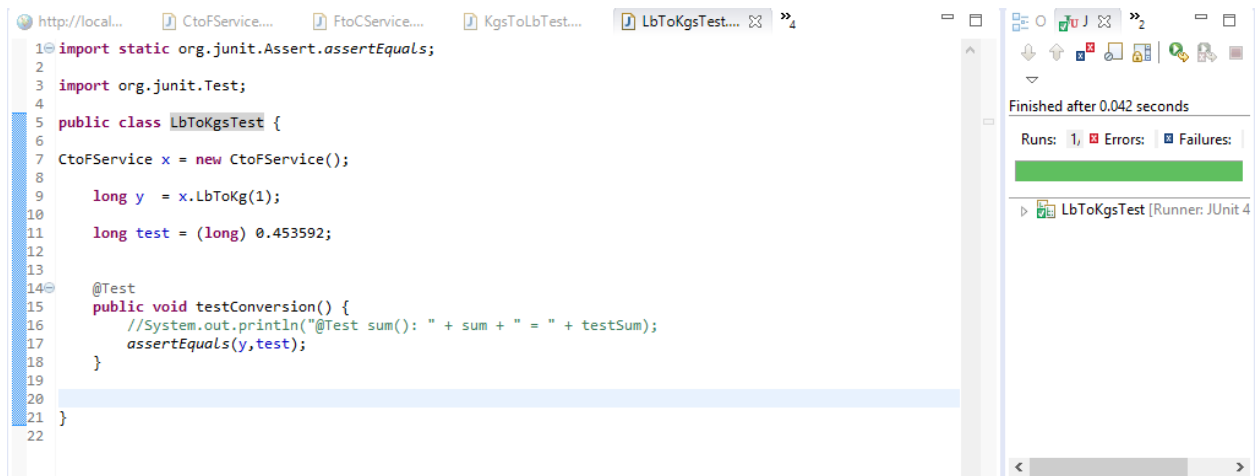 http://local... CtoFService.... FtoCService.... KgsToLbTest.... LbToKgsTest.... »4
O JU J »2
1 import static org.junit.Assert.assertEquals;
2
3 import org.junit.Test;
4
5 public class LbToKgsTest {
6
7 CtoFService x = new CtoFService();
8
9 long y  = x.LbToKg(1);
10
11 long test = (long) 0.453592;
12
13
14 @Test
15 public void testConversion() {
16 //System.out.println("@Test sum(): " + sum + " = " + testSum);
17 assertEquals(y,test);
18 }
19
20
21 }
22
Finished after 0.042 seconds
Runs: 1, Errors: Failures:
LbToKgsTest [Runner: JUnit 4